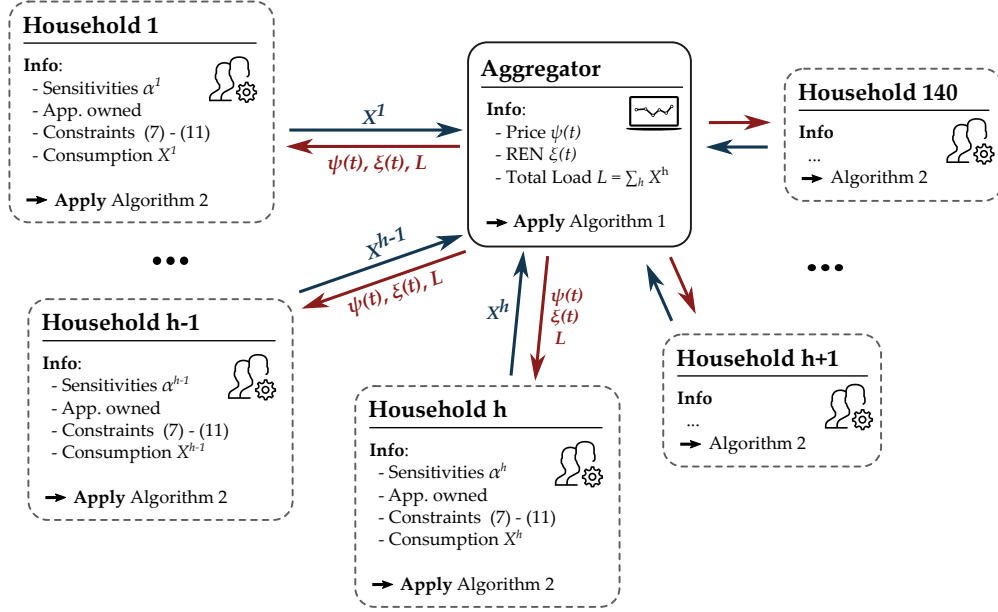 Household 1
Info:
- Sensitivities α¹
- App. owned
- Constraints (7) - (11)
- Consumption X¹
→ Apply Algorithm 2
X¹
ψ(t), ξ(t), L
Aggregator
Info:
- Price ψ(t)
- REN ξ(t)
- Total Load L = ∑ₕ Xʰ
→ Apply Algorithm 1
Household 140
Info
...
→ Algorithm 2
•••
•••
Xʰ⁻¹
ψ(t), ξ(t), L
Household h-1
Info:
- Sensitivities αʰ⁻¹
- App. owned
- Constraints (7) - (11)
- Consumption Xʰ⁻¹
→ Apply Algorithm 2
Xʰ
ψ(t)
ξ(t)
L
Household h
Info:
- Sensitivities αʰ
- App. owned
- Constraints (7) - (11)
- Consumption Xʰ
→ Apply Algorithm 2
Household h+1
Info
...
→ Algorithm 2